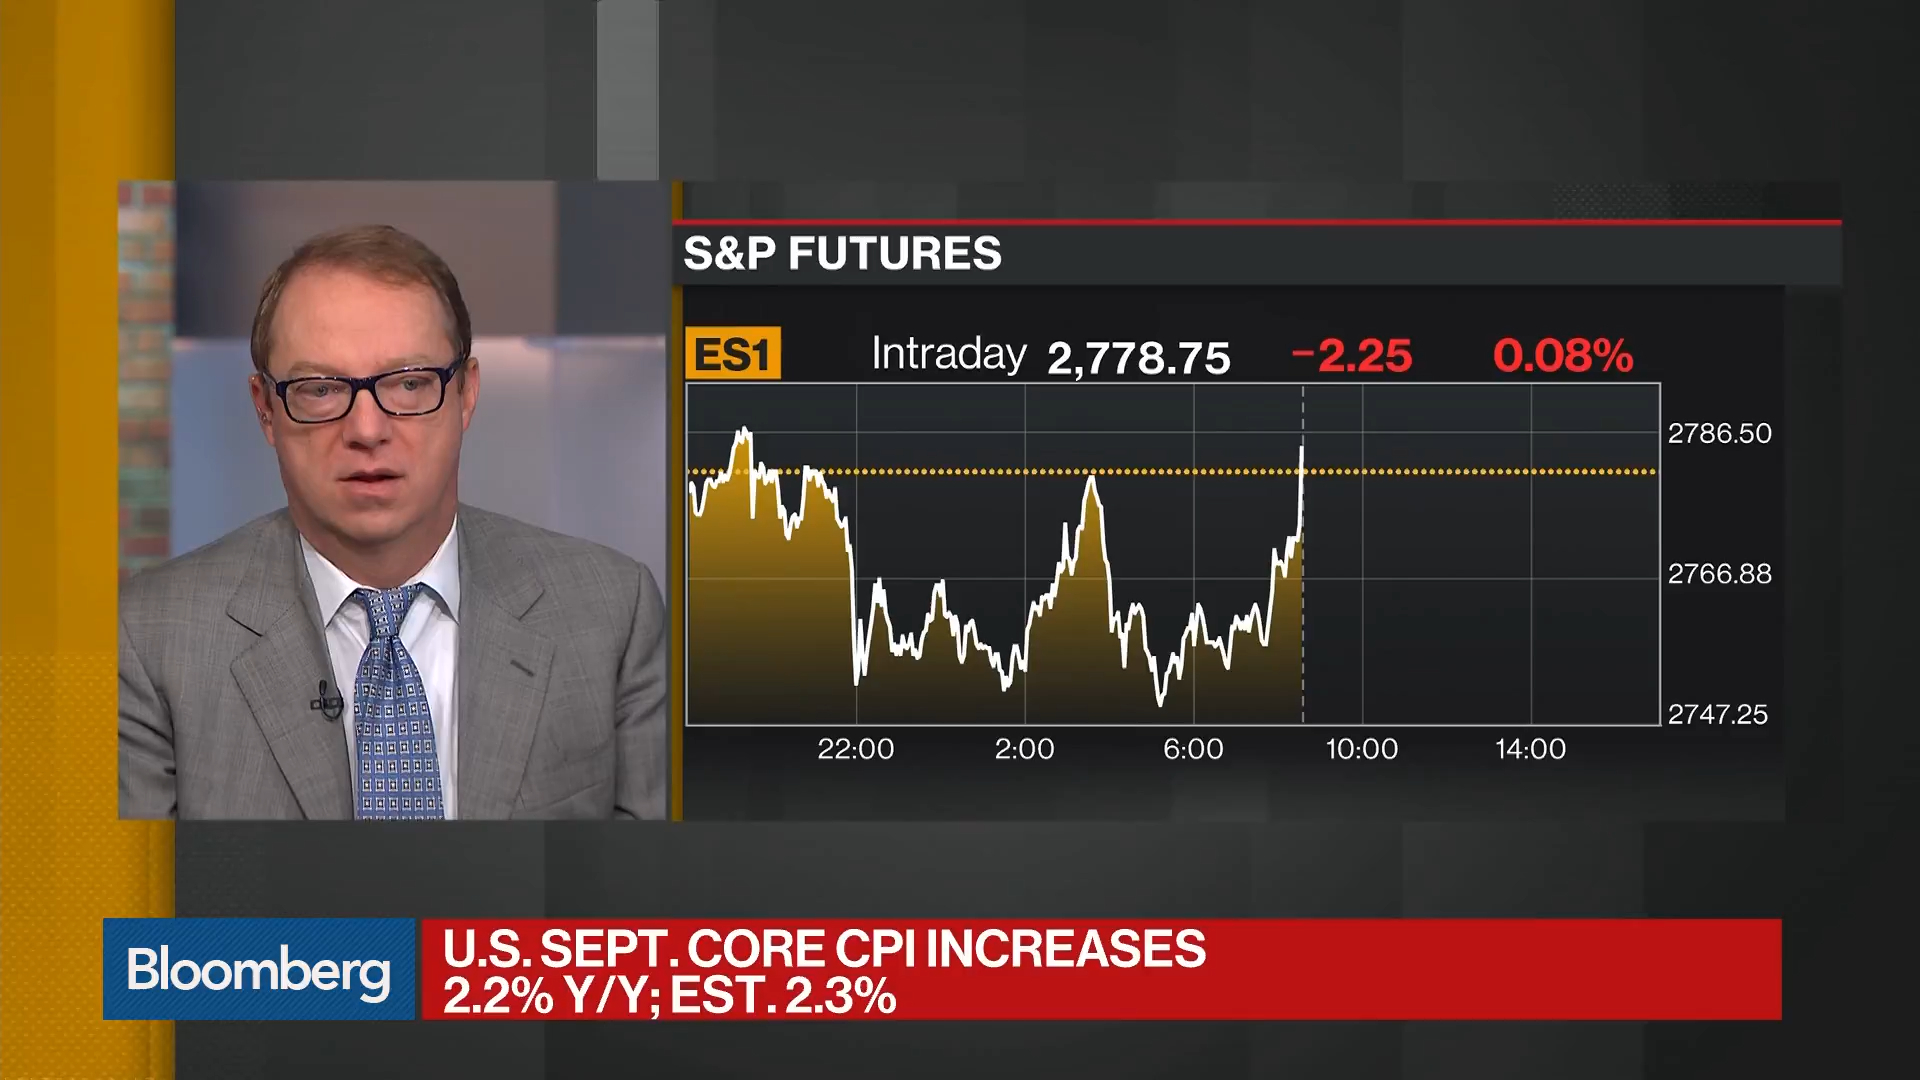 S&P FUTURES
ES1 Intraday 2,778.75 −2.25 0.08%
2786.50
2766.88
2747.25
22:00 2:00 6:00 10:00 14:00
Bloomberg
U.S. SEPT. CORE CPI INCREASES
2.2% Y/Y; EST. 2.3%